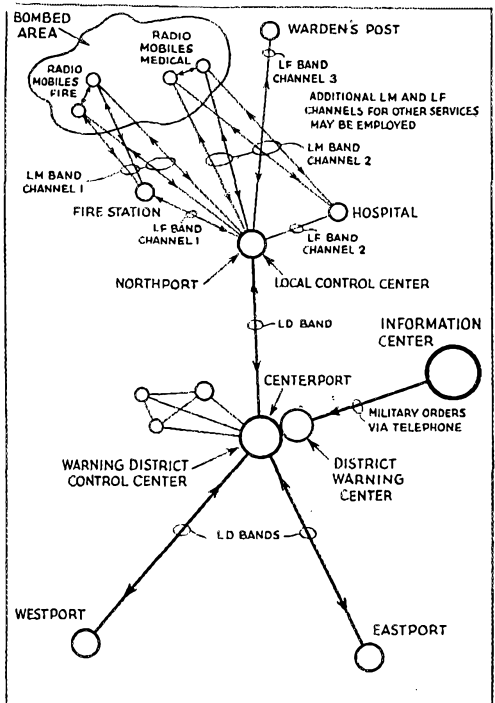 BOMBED
AREA
RADIO
MOBILES
FIRE
RADIO
MOBILES
MEDICAL
WARDEN'S POST
LF BAND
CHANNEL 3
ADDITIONAL LM AND LF
CHANNELS FOR OTHER SERVICES
MAY BE EMPLOYED
LM BAND
CHANNEL 2
LM BAND
CHANNEL 1
FIRE STATION
LF BAND
CHANNEL 1
HOSPITAL
LF BAND
CHANNEL 2
NORTHPORT
LOCAL CONTROL CENTER
LD BAND
INFORMATION
CENTER
CENTERPORT
MILITARY ORDERS
VIA TELEPHONE
WARNING DISTRICT
CONTROL CENTER
DISTRICT
WARNING
CENTER
LD BANDS
WESTPORT
EASTPORT